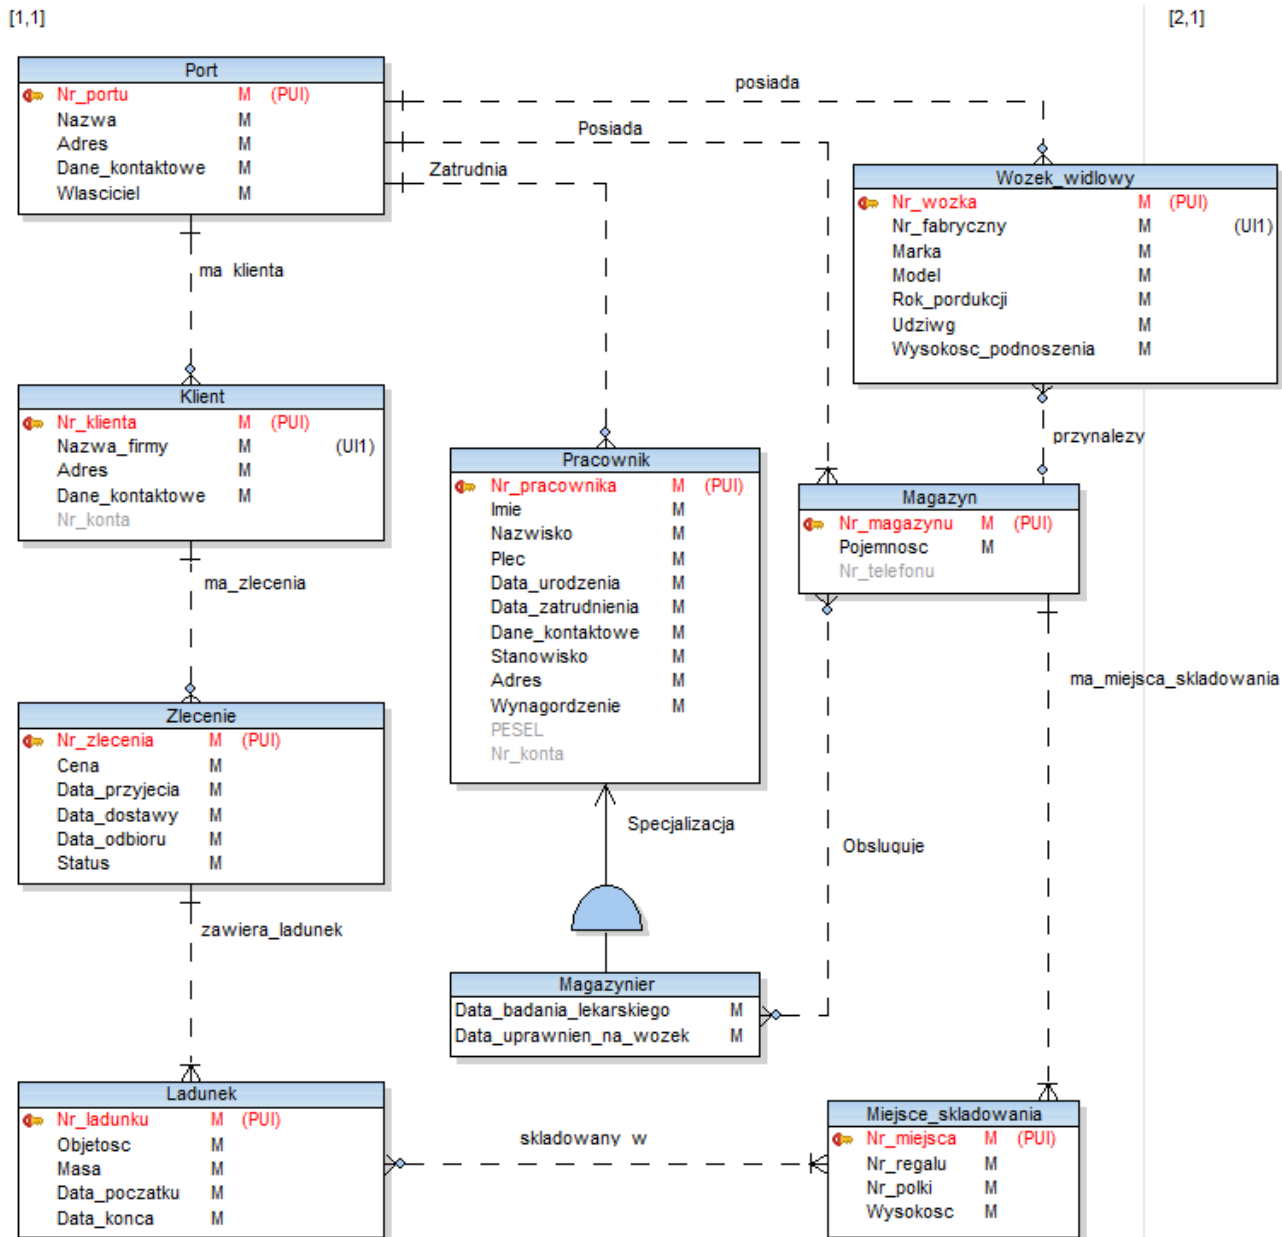 [1,1]
[2,1]
Port
Nr_portu M (PUI)
Nazwa M
Adres M
Dane_kontaktowe M
Wlasciciel M
posiada
Posiada
Zatrudnia
Wozek_widlowy
Nr_wozka M (PUI)
Nr_fabryczny M (UI1)
Marka M
Model M
Rok_pordukcji M
Udziwg M
Wysokosc_podnoszenia M
ma_klienta
Klient
Nr_klienta M (PUI)
Nazwa_firmy M (UI1)
Adres M
Dane_kontaktowe M
Nr_konta
przynalezy
Pracownik
Nr_pracownika M (PUI)
Imie M
Nazwisko M
Plec M
Data_urodzenia M
Data_zatrudnienia M
Dane_kontaktowe M
Stanowisko M
Adres M
Wynagordzenie M
PESEL
Nr_konta
Magazyn
Nr_magazynu M (PUI)
Pojemnosc M
Nr_telefonu
ma_zlecenia
ma_miejsca_skladowania
Zlecenie
Nr_zlecenia M (PUI)
Cena M
Data_przyjecia M
Data_dostawy M
Data_odbioru M
Status M
Specjalizacja
Obsluguje
zawiera_ladunek
Magazynier
Data_badania_lekarskiego M
Data_uprawnien_na_wozek M
Ladunek
Nr_ladunku M (PUI)
Objetosc M
Masa M
Data_poczatku M
Data_konca M
skladowany_w
Miejsce_skladowania
Nr_miejsca M (PUI)
Nr_regalu M
Nr_polki M
Wysokosc M